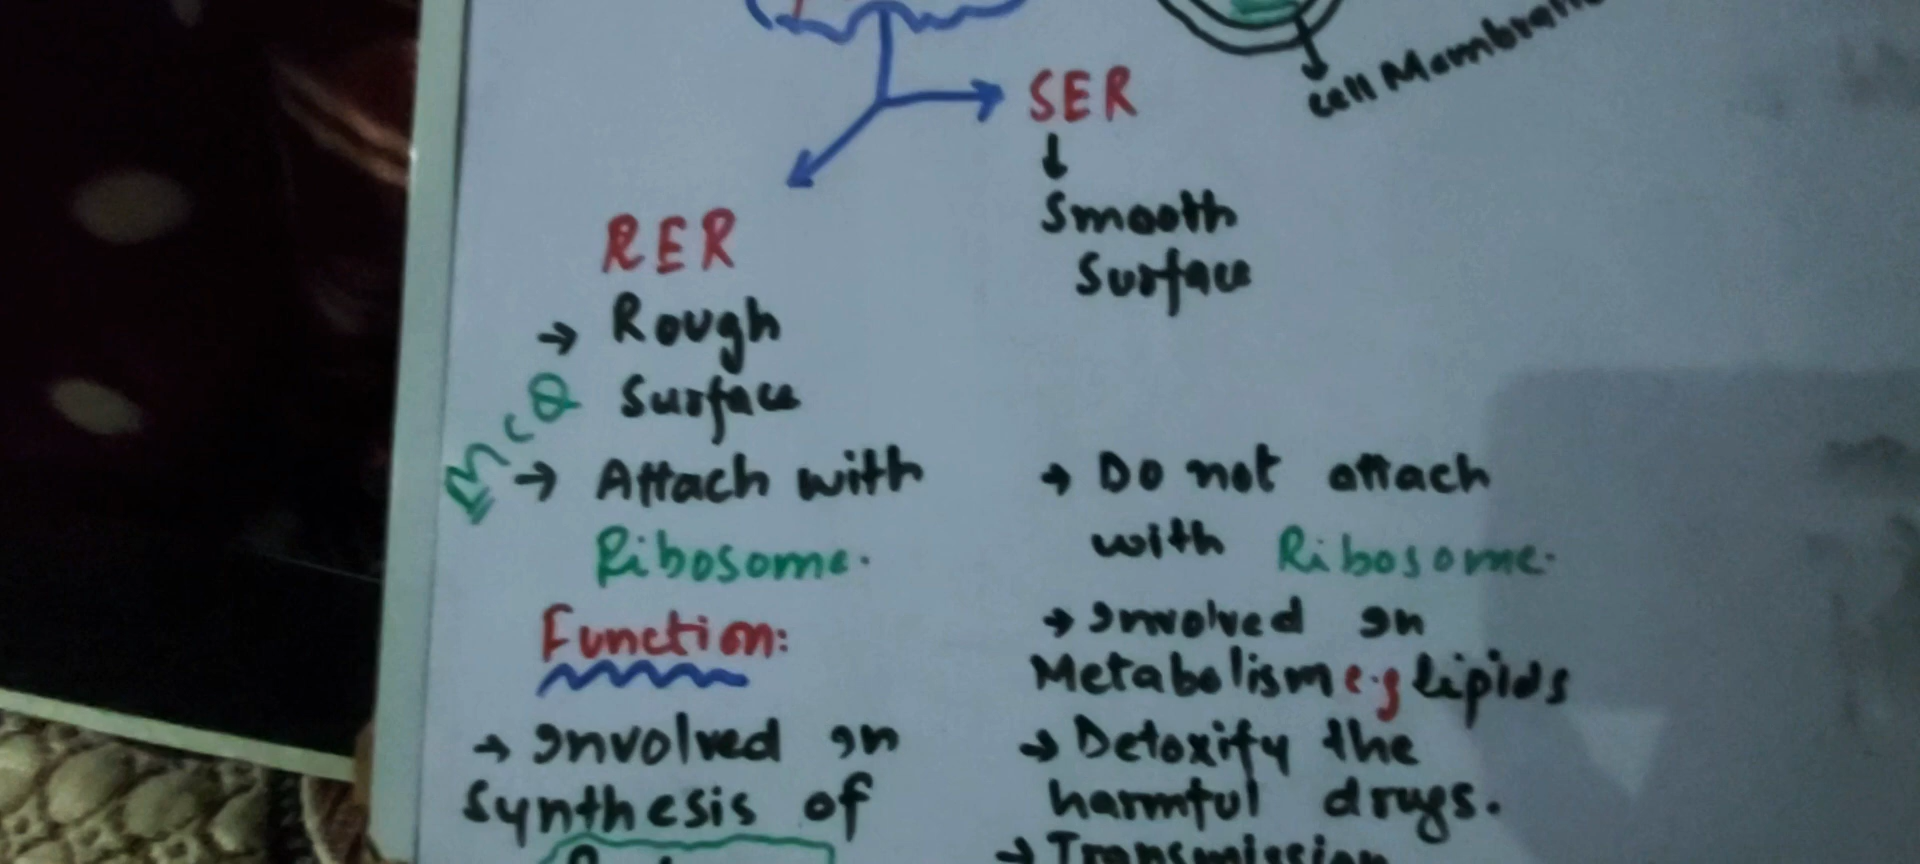 cell Membrane
SER
Smooth
Surface
RER
→ Rough
Surface
MCQ
→ Attach with
Ribosome.
Function:
→ Involved In
Synthesis of
→ Do not attach
with Ribosome.
→ Involved In
Metabolism e.g lipids
→ Detoxify the
harmful drugs.
→ Transmission